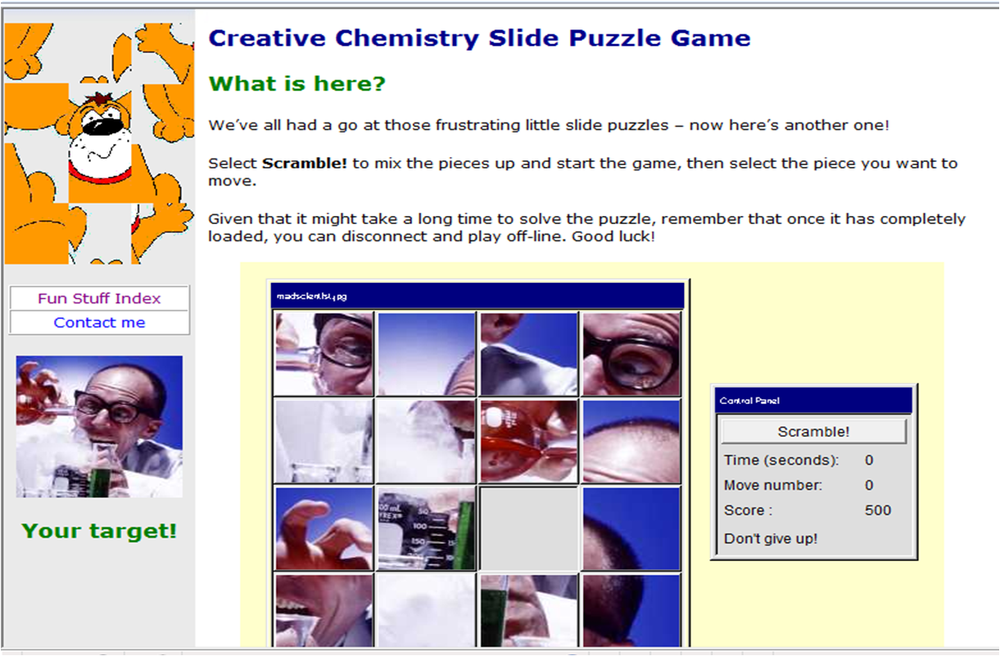 Creative Chemistry Slide Puzzle Game
What is here?
We've all had a go at those frustrating little slide puzzles – now here's another one!
Select Scramble! to mix the pieces up and start the game, then select the piece you want to
move.
Given that it might take a long time to solve the puzzle, remember that once it has completely
loaded, you can disconnect and play off-line. Good luck!
Fun Stuff Index
Contact me
Your target!
madscientist.jpg
50
100
150
Control Panel
Scramble!
Time (seconds): 0
Move number: 0
Score : 500
Don't give up!